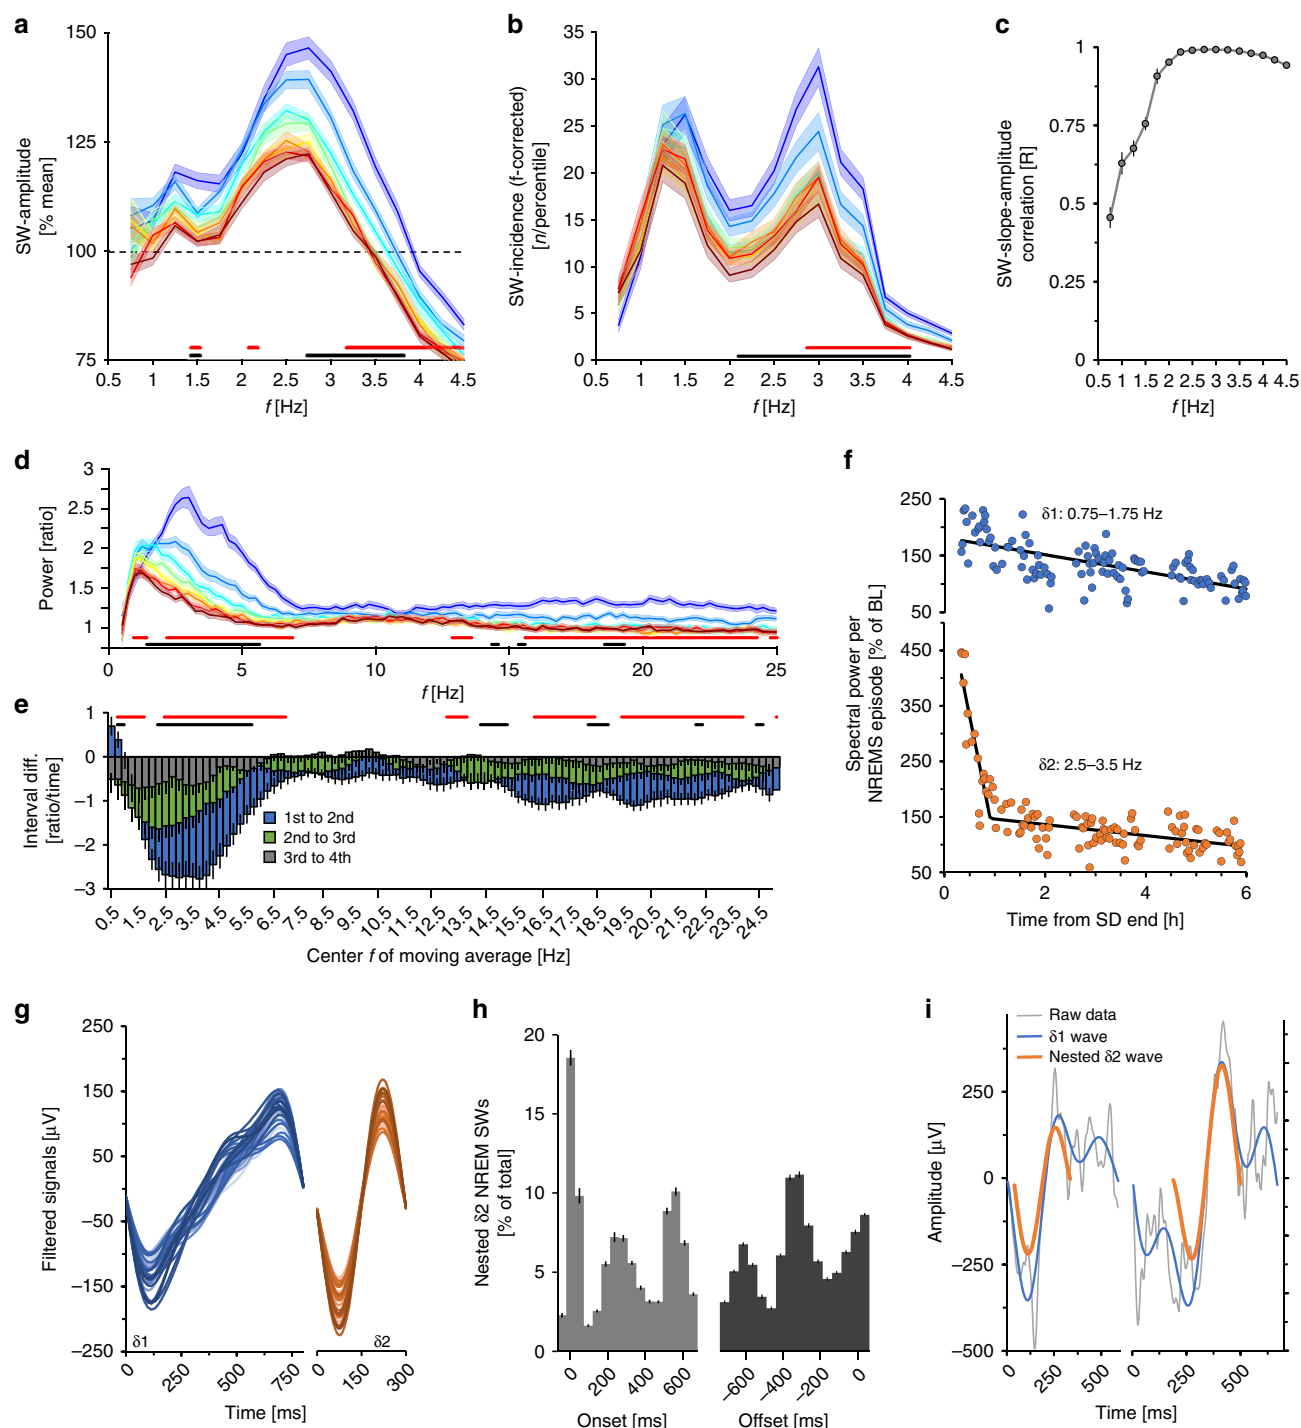 a
150
125
100
75
SW-amplitude
[% mean]
0.5 1 1.5 2 2.5 3 3.5 4 4.5
f [Hz]
b
35
30
25
20
15
10
5
0
SW-incidence (f-corrected)
[n/percentile]
0.5 1 1.5 2 2.5 3 3.5 4 4.5
f [Hz]
c
1
0.75
0.5
0.25
0
SW-slope-amplitude
correlation [R]
0.5 1 1.5 2 2.5 3 3.5 4 4.5
f [Hz]
d
3
2.5
2
1.5
1
Power [ratio]
0 5 10 15 20 25
f [Hz]
e
1
0
−1
−2
−3
Interval diff.
[ratio/time]
1st to 2nd
2nd to 3rd
3rd to 4th
0.5 1.5 2.5 3.5 4.5 6.5 7.5 8.5 9.5 10.5 12.5 13.5 14.5 15.5 16.5 18.5 19.5 20.5 21.5 22.5 23.5 24.5
Center f of moving average [Hz]
f
250
150
50
δ1: 0.75–1.75 Hz
450
350
250
150
50
δ2: 2.5–3.5 Hz
Spectral power per
NREMS episode [% of BL]
0 2 4 6
Time from SD end [h]
g
250
150
50
−50
−150
−250
Filtered signals [µV]
δ1
δ2
0 250 500 750
0 150 300
Time [ms]
h
20
15
10
5
0
Nested δ2 NREM SWs
[% of total]
0 200 400 600
−600 −400 −200 0
Onset [ms]
Offset [ms]
i
Raw data
δ1 wave
Nested δ2 wave
250
0
−250
−500
Amplitude [µV]
0 250 500
0 250 500
Time [ms]